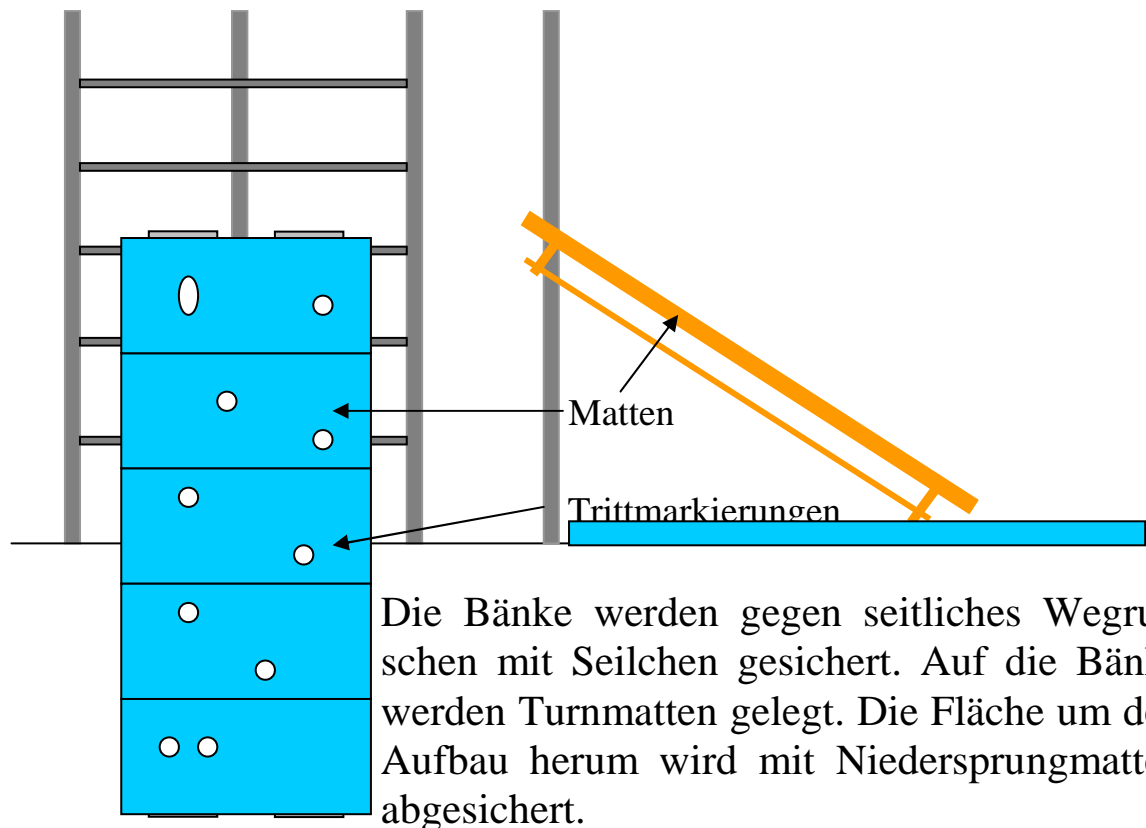 Matten
Trittmarkierungen
Die Bänke werden gegen seitliches Wegru
schen mit Seilchen gesichert. Auf die Bän
werden Turnmatten gelegt. Die Fläche um d
Aufbau herum wird mit Niedersprungmatt
abgesichert.